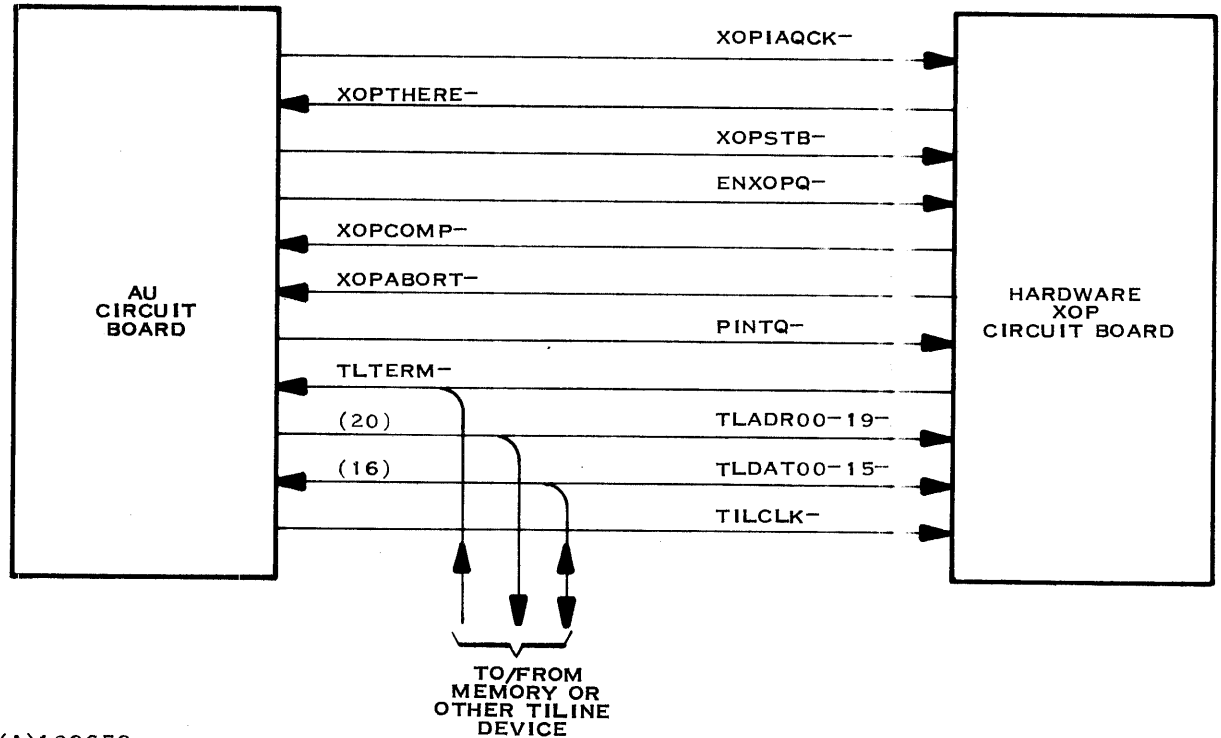 XOPIAQCK-
XOPTHERE-
XOPSTB-
ENXOPQ-
XOPCOMP-
XOPABORT-
AU
CIRCUIT
BOARD
HARDWARE
XOP
CIRCUIT BOARD
PINTQ-
TLTERM-
(20)
TLADR00-19-
(16)
TLDAT00-15-
TILCLK-
TO/FROM
MEMORY OR
OTHER TILINE
DEVICE